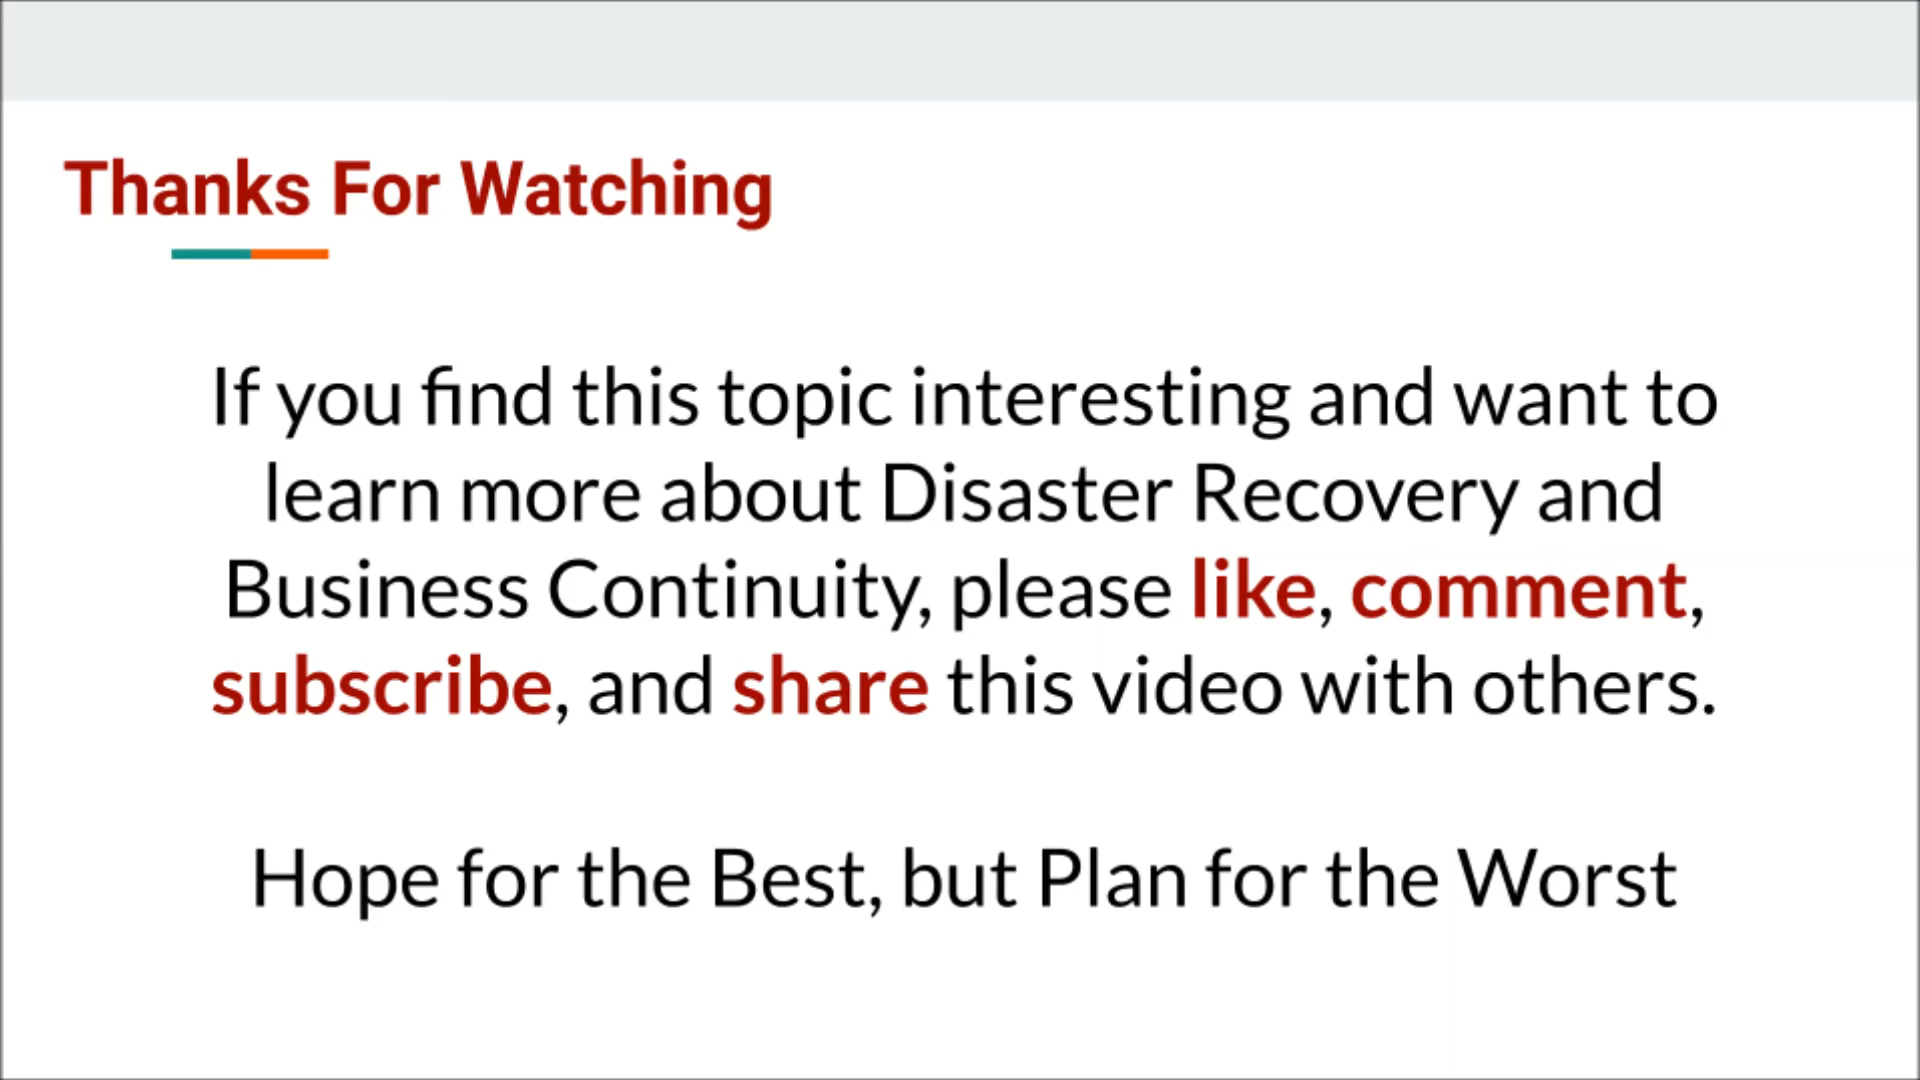 Thanks For Watching
If you find this topic interesting and want to
learn more about Disaster Recovery and
Business Continuity, please like, comment,
subscribe, and share this video with others.
Hope for the Best, but Plan for the Worst